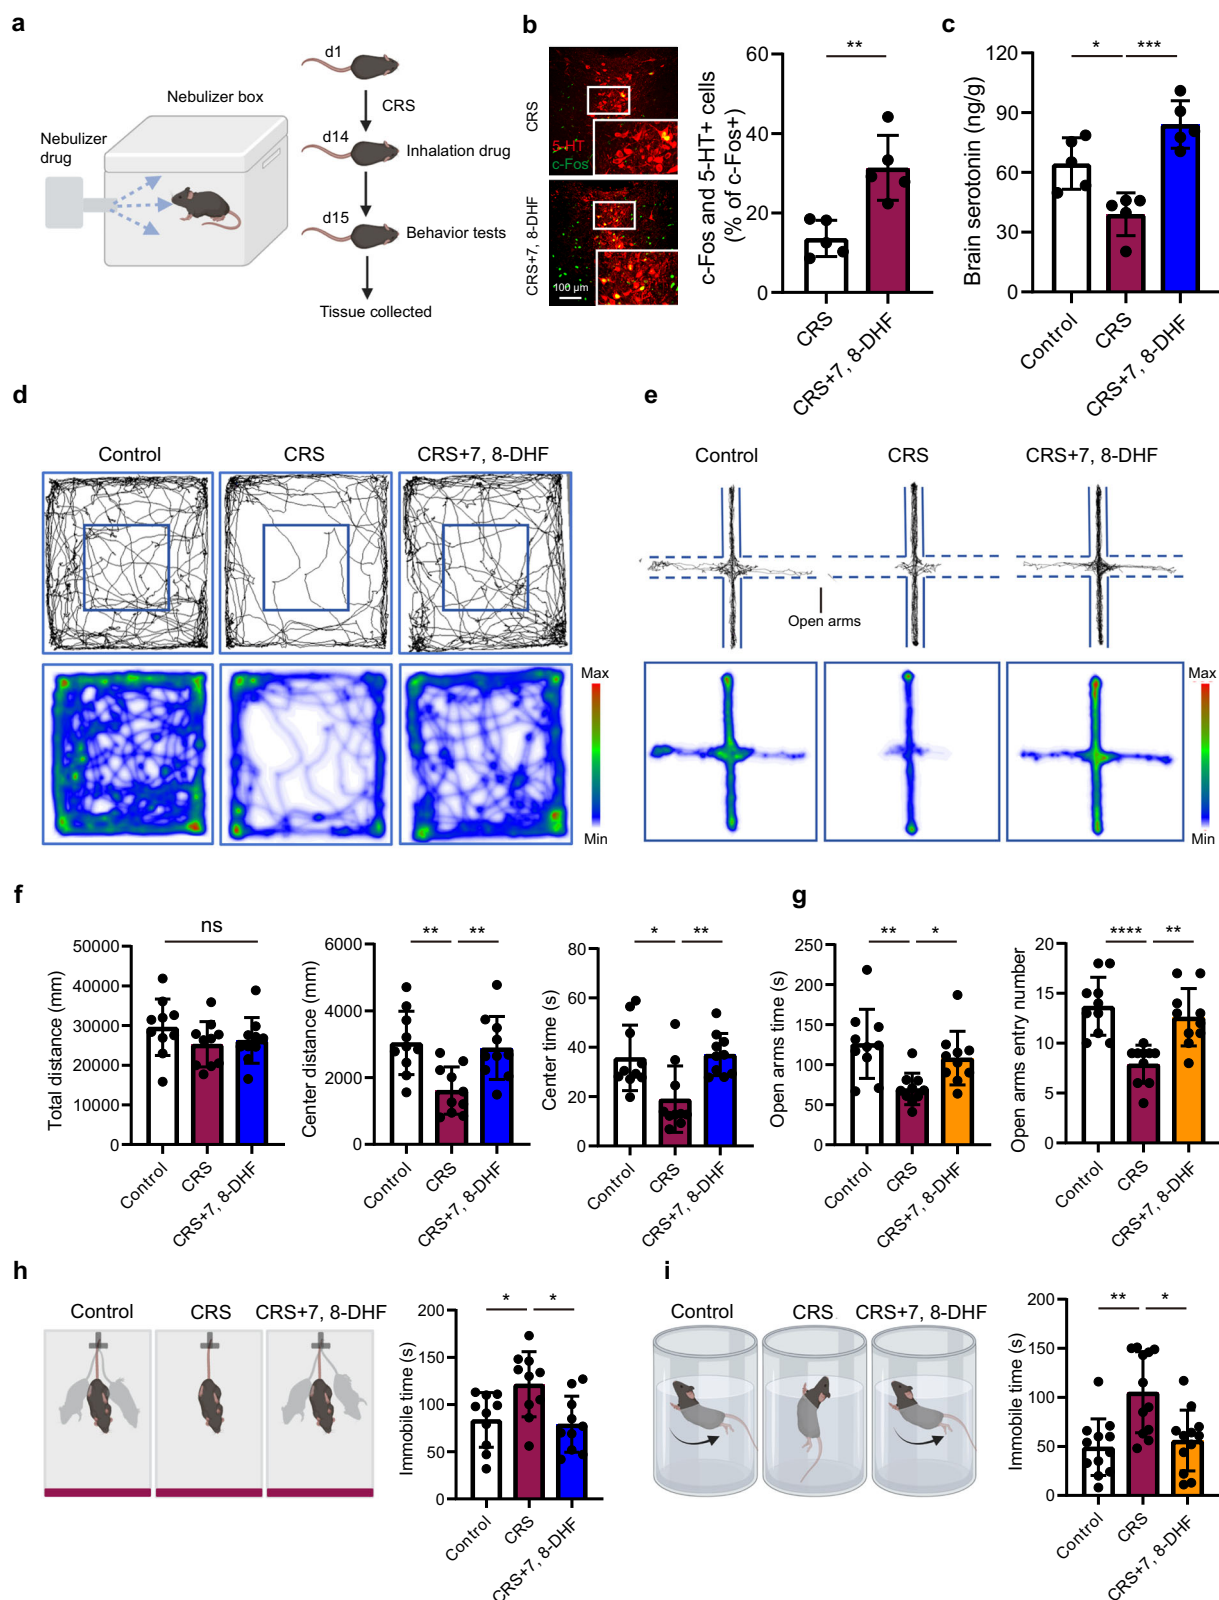 a
Nebulizer box
Nebulizer
drug
d1
CRS
d14
Inhalation drug
d15
Behavior tests
Tissue collected
b
CRS
5-HT
c-Fos
CRS+7, 8-DHF
100 µm
c-Fos and 5-HT+ cells
(% of c-Fos+)
60
40
20
0
**
CRS
CRS+7, 8-DHF
c
Brain serotonin (ng/g)
120
90
60
30
0
*
***
Control
CRS
CRS+7, 8-DHF
d
Control
CRS
CRS+7, 8-DHF
Max
Min
e
Control
CRS
CRS+7, 8-DHF
Open arms
Max
Min
f
Total distance (mm)
50000
40000
30000
20000
10000
0
ns
Control
CRS
CRS+7, 8-DHF
Center distance (mm)
6000
4000
2000
0
**
**
Control
CRS
CRS+7, 8-DHF
Center time (s)
80
60
40
20
0
*
**
Control
CRS
CRS+7, 8-DHF
g
Open arms time (s)
250
200
150
100
50
0
**
*
Control
CRS
CRS+7, 8-DHF
Open arms entry number
20
15
10
5
0
****
**
Control
CRS
CRS+7, 8-DHF
h
Control
CRS
CRS+7, 8-DHF
Immobile time (s)
200
150
100
50
0
*
*
Control
CRS
CRS+7, 8-DHF
i
Control
CRS
CRS+7, 8-DHF
Immobile time (s)
200
150
100
50
0
**
*
Control
CRS
CRS+7, 8-DHF